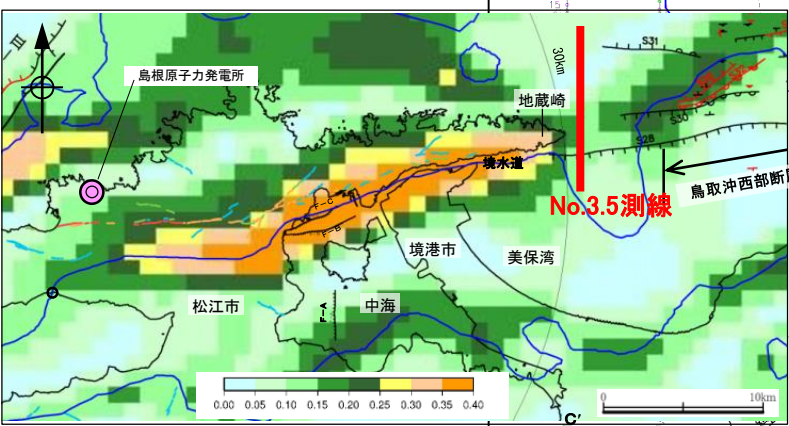 15
Ⅲ
S31
島根原子力発電所
30km
地蔵崎
S30
S28
境水道
鳥取沖西部断
No.3.5測線
F-C
F-B
境港市
美保湾
松江市
F-A
中海
0.00 0.05 0.10 0.15 0.20 0.25 0.30 0.35 0.40
0 10km
C′